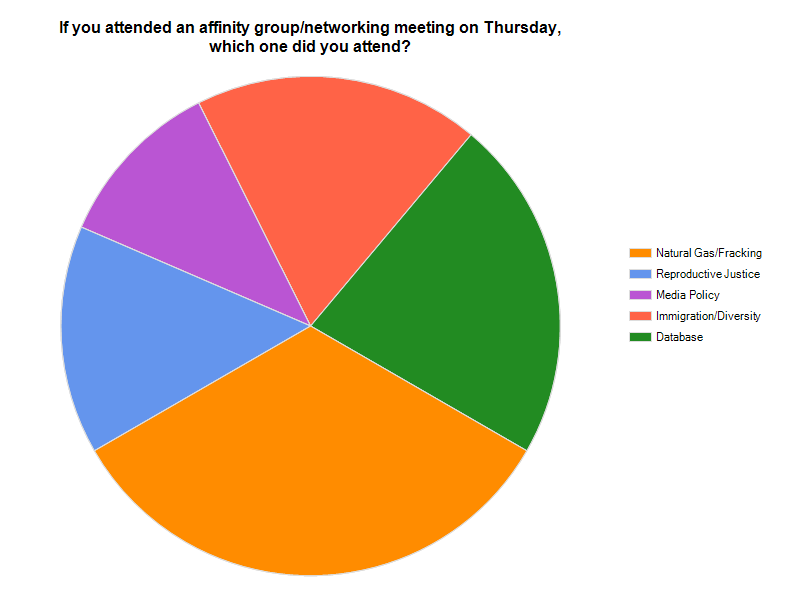 If you attended an affinity group/networking meeting on Thursday,
which one did you attend?
Natural Gas/Fracking
Reproductive Justice
Media Policy
Immigration/Diversity
Database